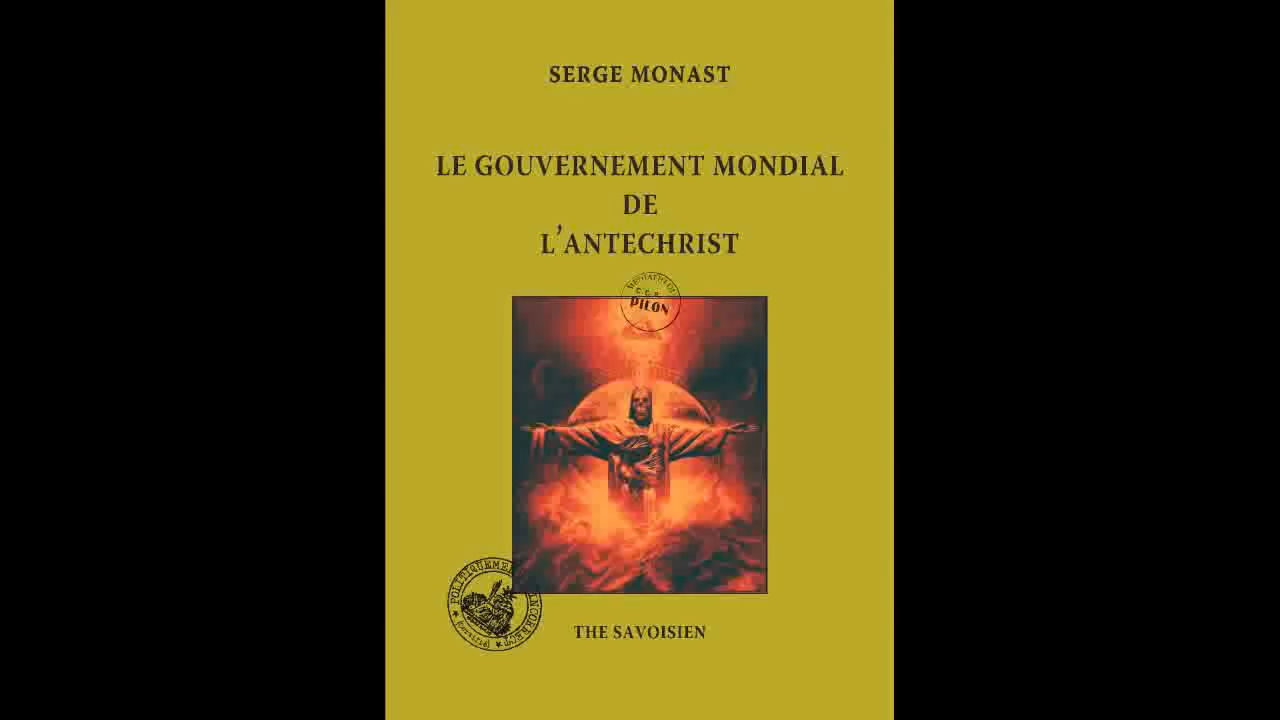 SERGE MONAST
LE GOUVERNEMENT MONDIAL
DE
L'ANTECHRIST
PILON
THE SAVOISIEN